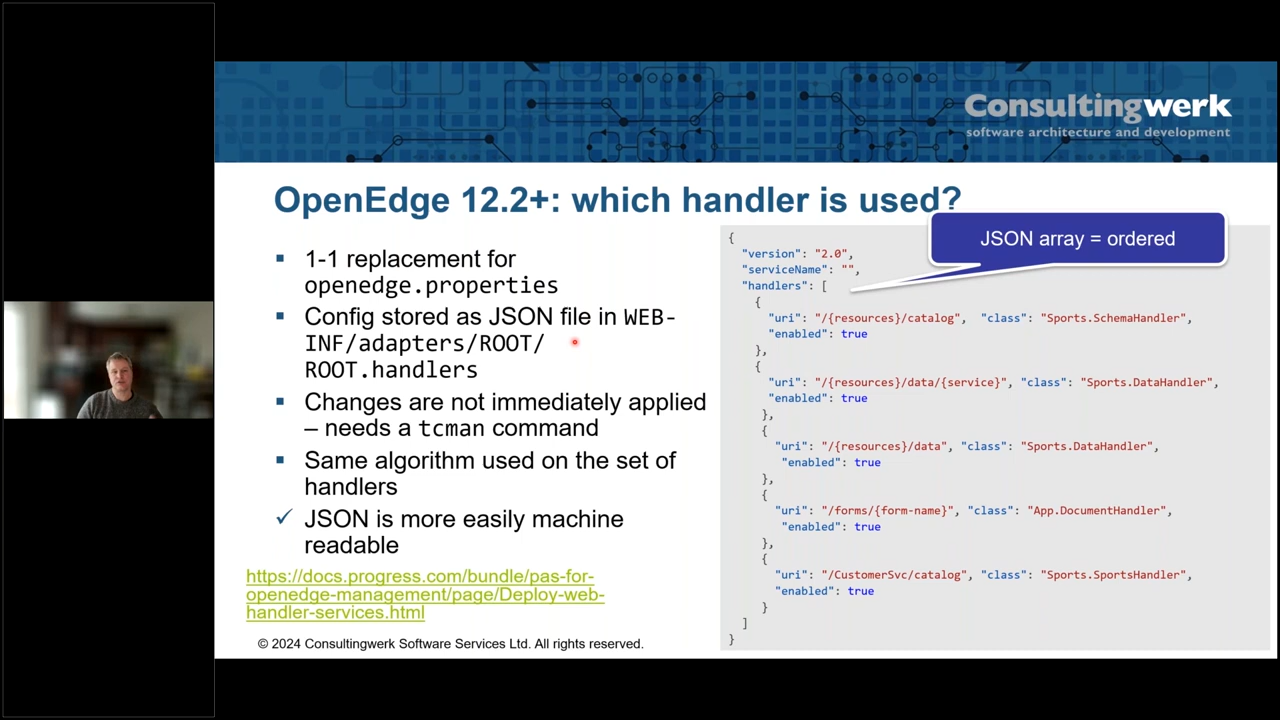 Consultingwerk
software architecture and development
OpenEdge 12.2+: which handler is used?
JSON array = ordered
▪ 1-1 replacement for
openedge.properties
▪ Config stored as JSON file in WEB-
INF/adapters/ROOT/
ROOT.handlers
▪ Changes are not immediately applied
– needs a tcman command
▪ Same algorithm used on the set of
handlers
✓ JSON is more easily machine
readable
https://docs.progress.com/bundle/pas-for-
openedge-management/page/Deploy-web-
handler-services.html
© 2024 Consultingwerk Software Services Ltd. All rights reserved.
{
"version": "2.0",
"serviceName": "",
"handlers": [
{
"uri": "/{resources}/catalog", "class": "Sports.SchemaHandler",
"enabled": true
},
{
"uri": "/{resources}/data/{service}", "class": "Sports.DataHandler",
"enabled": true
},
{
"uri": "/{resources}/data", "class": "Sports.DataHandler",
"enabled": true
},
{
"uri": "/forms/{form-name}", "class": "App.DocumentHandler",
"enabled": true
},
{
"uri": "/CustomerSvc/catalog", "class": "Sports.SportsHandler",
"enabled": true
}
]
}